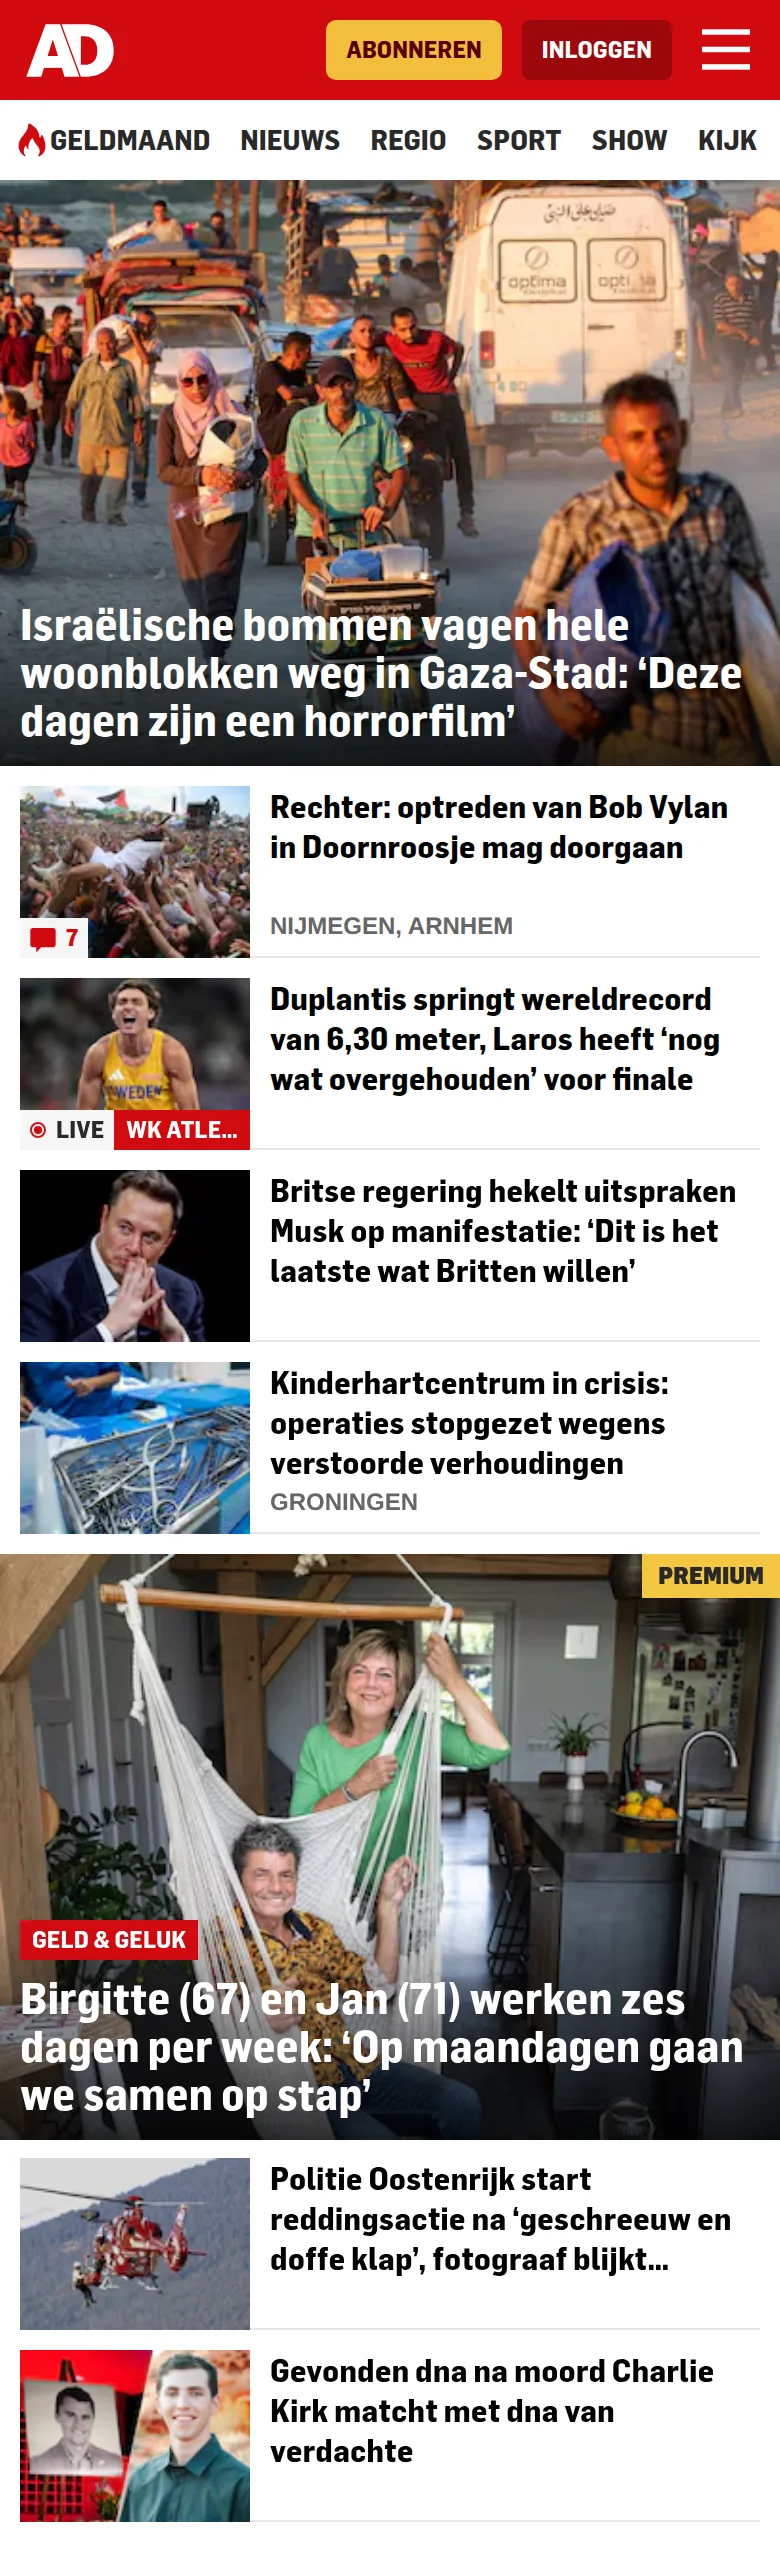 AD
ABONNEREN
INLOGGEN
GELDMAAND NIEUWS REGIO SPORT SHOW KIJK
optima
Israëlische bommen vagen hele
woonblokken weg in Gaza-Stad: ‘Deze
dagen zijn een horrorfilm’
Rechter: optreden van Bob Vylan
in Doornroosje mag doorgaan
7
NIJMEGEN, ARNHEM
Duplantis springt wereldrecord
van 6,30 meter, Laros heeft ‘nog
wat overgehouden’ voor finale
LIVE WK ATLE...
Britse regering hekelt uitspraken
Musk op manifestatie: ‘Dit is het
laatste wat Britten willen’
Kinderhartcentrum in crisis:
operaties stopgezet wegens
verstoorde verhoudingen
GRONINGEN
PREMIUM
GELD & GELUK
Birgitte (67) en Jan (71) werken zes
dagen per week: ‘Op maandagen gaan
we samen op stap’
Politie Oostenrijk start
reddingsactie na ‘geschreeuw en
doffe klap’, fotograaf blijkt...
Gevonden dna na moord Charlie
Kirk matcht met dna van
verdachte